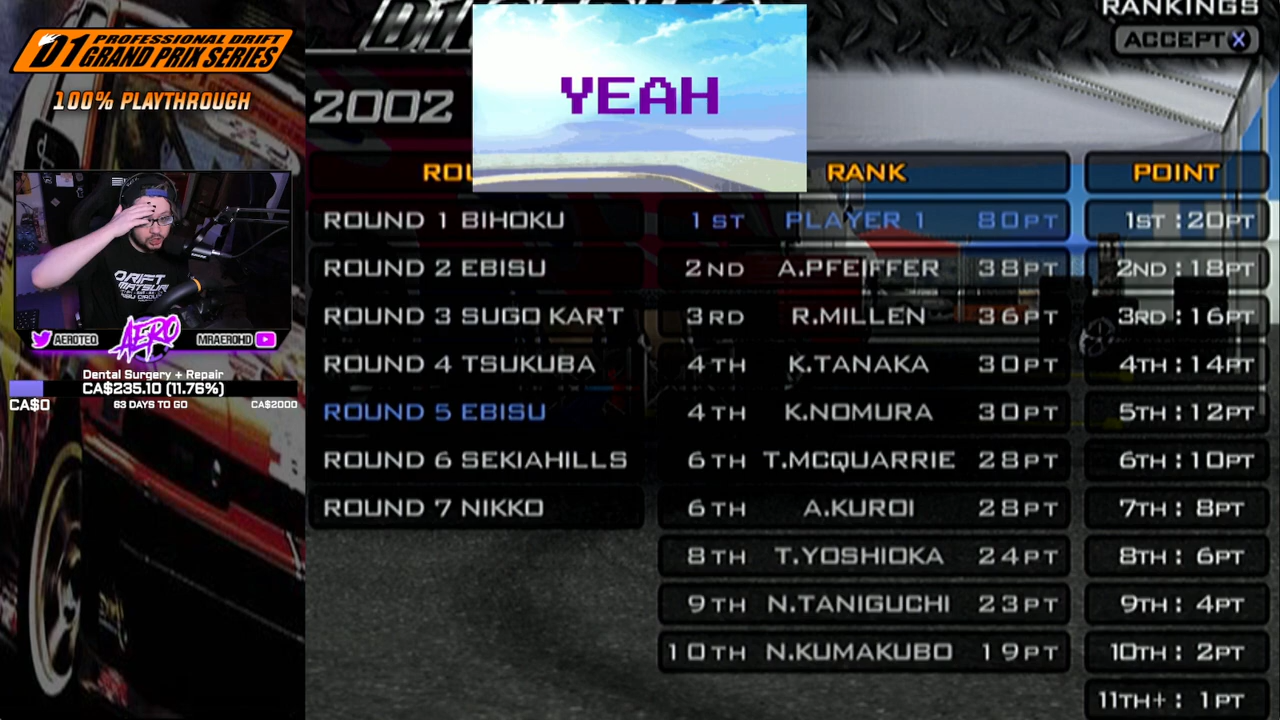 D1 PROFESSIONAL DRIFT
GRAND PRIX SERIES
100% PLAYTHROUGH
DRIFT
MATSURI
AERO
AEROTEQ
MRAEROHD
Dental Surgery + Repair
CA$235.10 (11.76%)
CA$0
63 DAYS TO GO
CA$2000
RANKINGS
ACCEPT X
2002
YEAH
RANK
POINT
ROUND 1 BIHOKU
1ST PLAYER 1 80PT
1ST :20PT
ROUND 2 EBISU
2ND A.PFEIFFER 38PT
2ND :18PT
ROUND 3 SUGO KART
3RD R.MILLEN 36PT
3RD :16PT
ROUND 4 TSUKUBA
4TH K.TANAKA 30PT
4TH :14PT
ROUND 5 EBISU
4TH K.NOMURA 30PT
5TH :12PT
ROUND 6 SEKIAHILLS
6TH T.MCQUARRIE 28PT
6TH :10PT
ROUND 7 NIKKO
6TH A.KUROI 28PT
7TH : 8PT
8TH T.YOSHIOKA 24PT
8TH : 6PT
9TH N.TANIGUCHI 23PT
9TH : 4PT
10TH N.KUMAKUBO 19PT
10TH : 2PT
11TH+ : 1PT